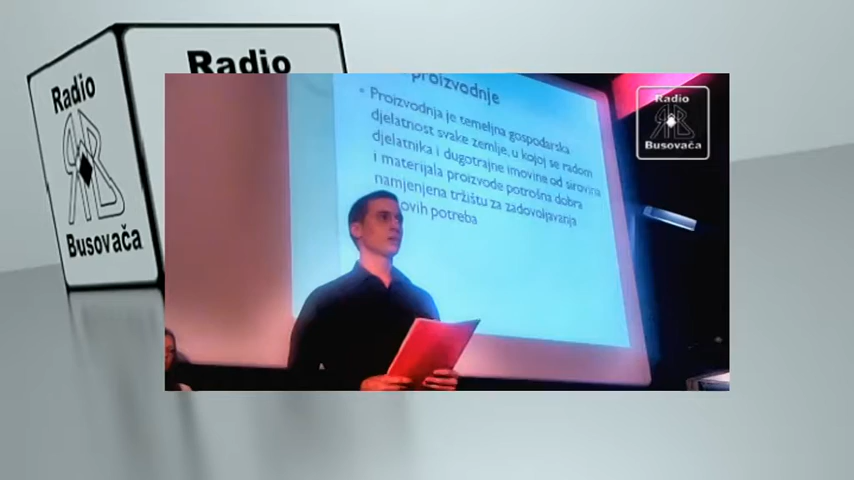 Radio
Busovača
Radio
proizvodnje
• Proizvodnja je temeljna gospodarska
djelatnost svake zemlje, u kojoj se radom
djelatnika i dugotrajne imovine od sirovina
i materijala proizvode potrošna dobra
namjenjena tržištu za zadovoljavanja
ovih potreba
Radio
Busovača